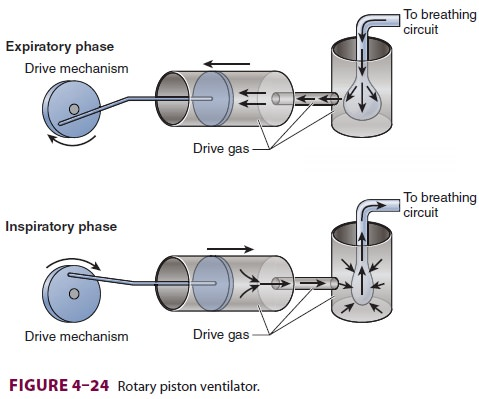 To breathing
circuit
Expiratory phase
Drive mechanism
Drive gas
To breathing
circuit
Inspiratory phase
Drive mechanism
Drive gas
FIGURE 4–24 Rotary piston ventilator.